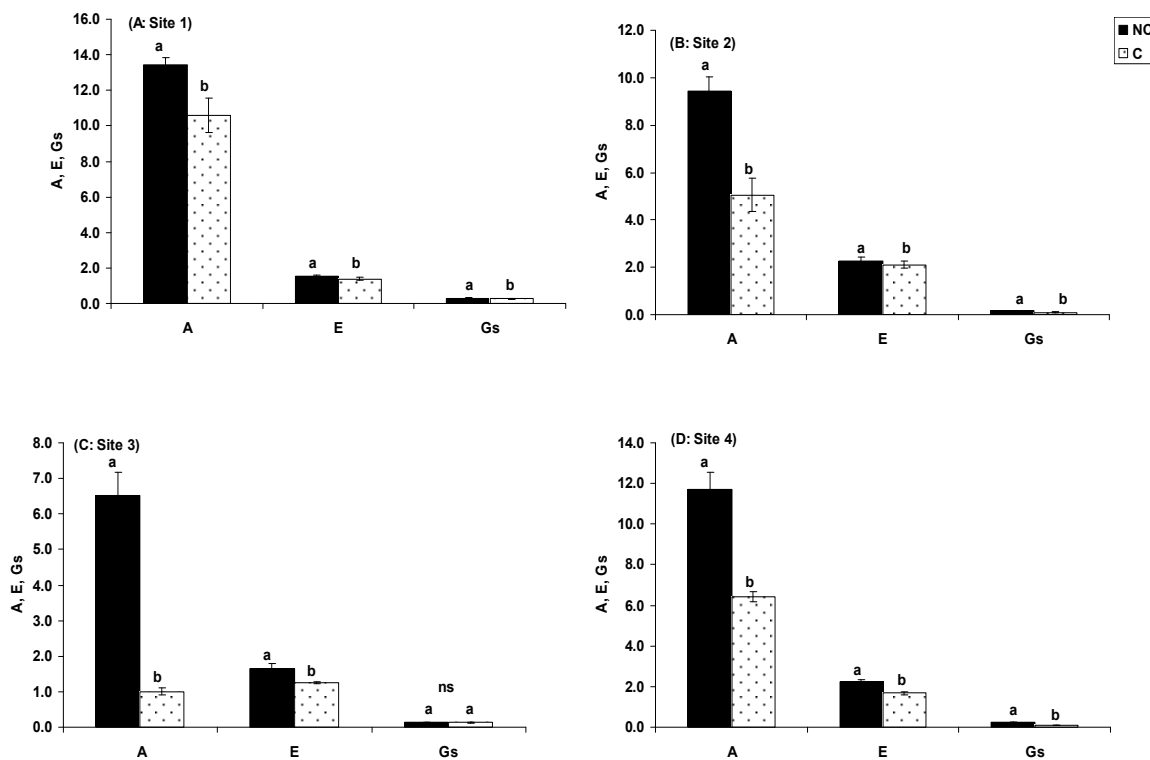 (A: Site 1)
16.0
14.0
12.0
10.0
8.0
6.0
4.0
2.0
0.0
A, E, Gs
a
b
a
b
a
b
A
E
Gs
(B: Site 2)
12.0
10.0
8.0
6.0
4.0
2.0
0.0
A, E, Gs
a
b
a
b
a
b
A
E
Gs
NC
C
(C: Site 3)
8.0
7.0
6.0
5.0
4.0
3.0
2.0
1.0
0.0
A, E, Gs
a
b
a
b
ns
a a
A
E
Gs
(D: Site 4)
14.0
12.0
10.0
8.0
6.0
4.0
2.0
0.0
A, E, Gs
a
b
a
b
a
b
A
E
Gs